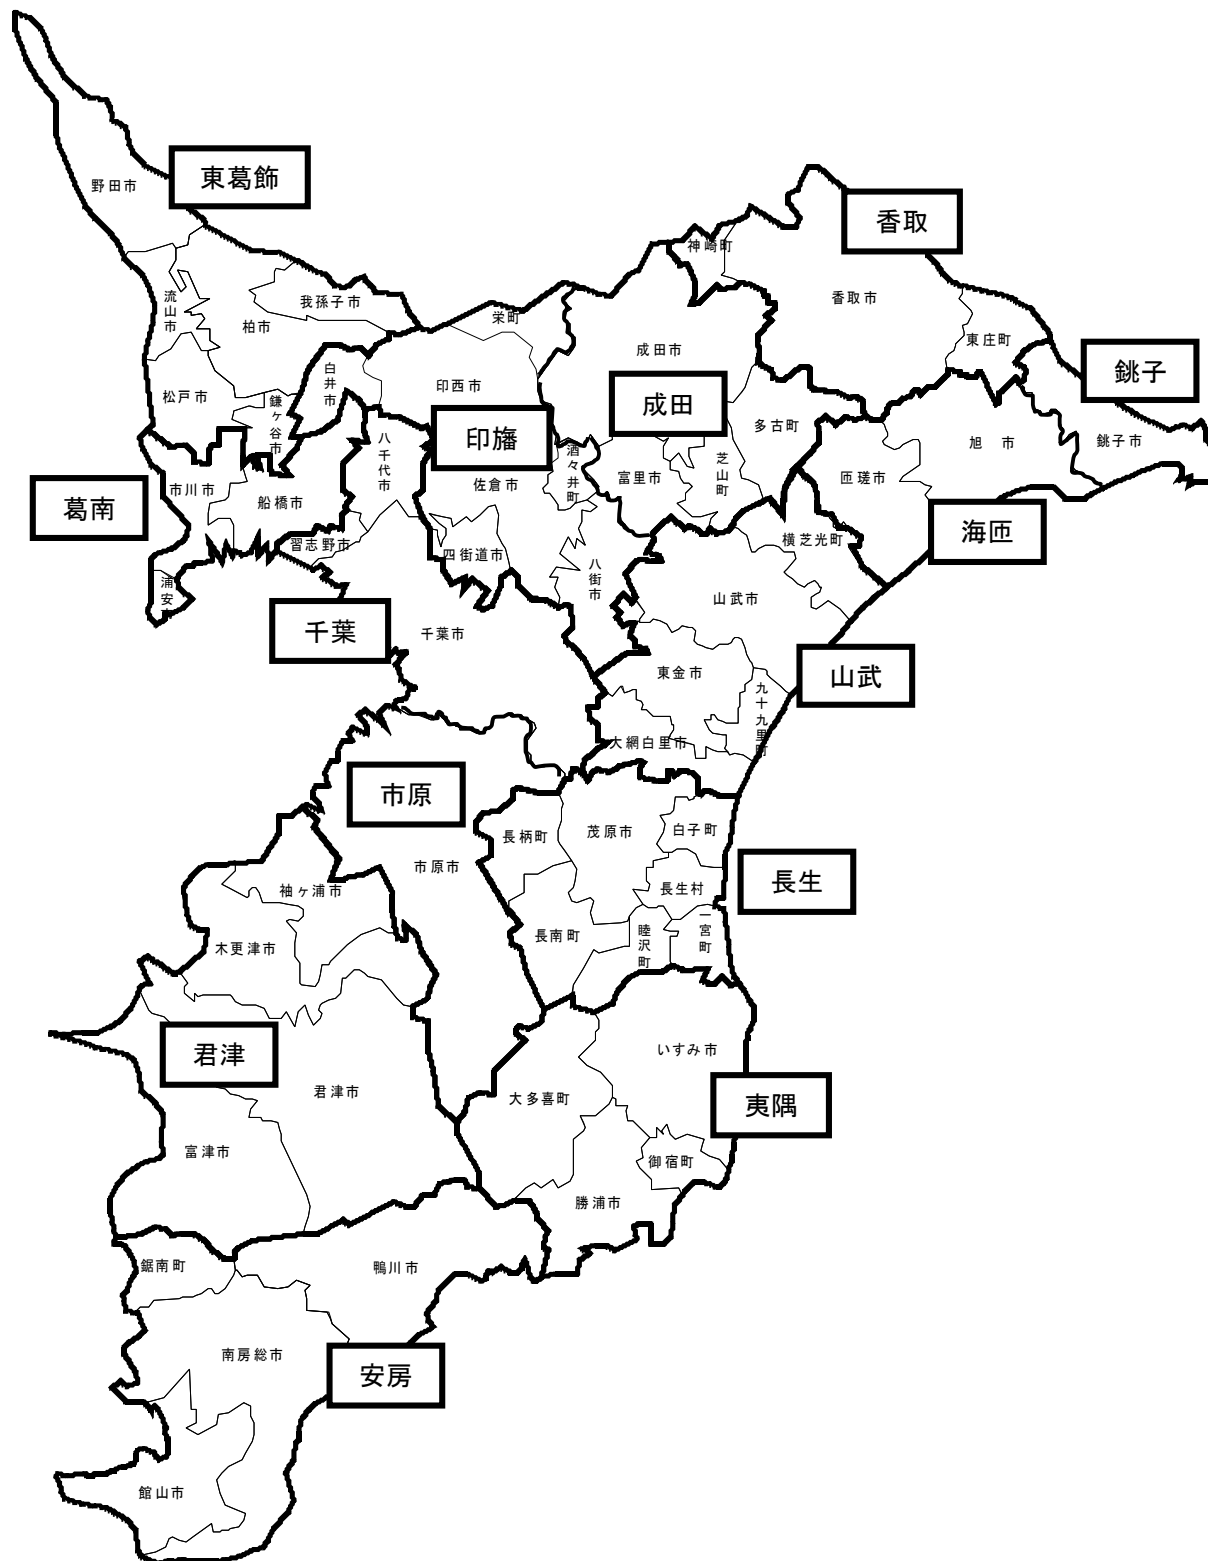 野田市
東葛飾
香取
神崎町
流山市
我孫子市
香取市
栄町
柏市
東庄町
成田市
銚子
白井市
印西市
松戸市
鎌ヶ谷市
成田
多古町
印旛
八千代市
旭市
銚子市
酒々井町
芝山町
富里市
匝瑳市
佐倉市
市川市
船橋市
葛南
海匝
横芝光町
習志野市
四街道市
八街市
浦安市
山武市
千葉
千葉市
東金市
山武
九十九里町
大網白里市
市原
長柄町
茂原市
白子町
市原市
長生
袖ヶ浦市
長生村
木更津市
長南町
睦沢町
一宮町
君津
いすみ市
君津市
大多喜町
夷隅
富津市
御宿町
勝浦市
鋸南町
鴨川市
南房総市
安房
館山市